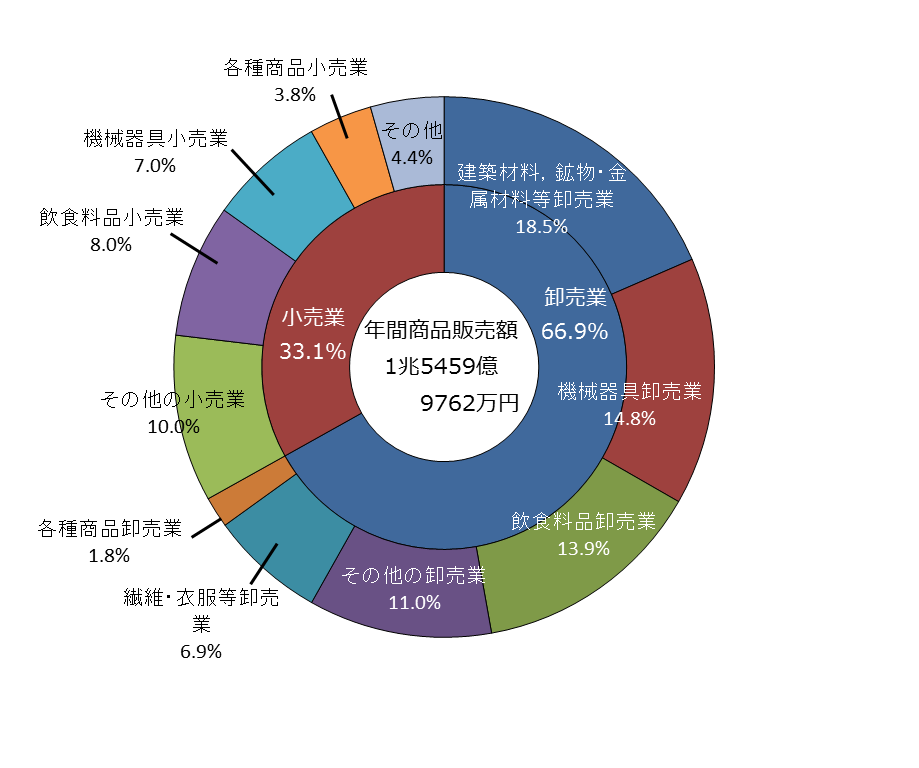 各種商品小売業
3.8%
その他
4.4%
機械器具小売業
7.0%
建築材料，鉱物・金
属材料等卸売業
18.5%
飲食料品小売業
8.0%
卸売業
66.9%
小売業
33.1%
年間商品販売額
1兆5459億
9762万円
機械器具卸売業
14.8%
その他の小売業
10.0%
各種商品卸売業
1.8%
飲食料品卸売業
13.9%
その他の卸売業
11.0%
繊維・衣服等卸売
業
6.9%